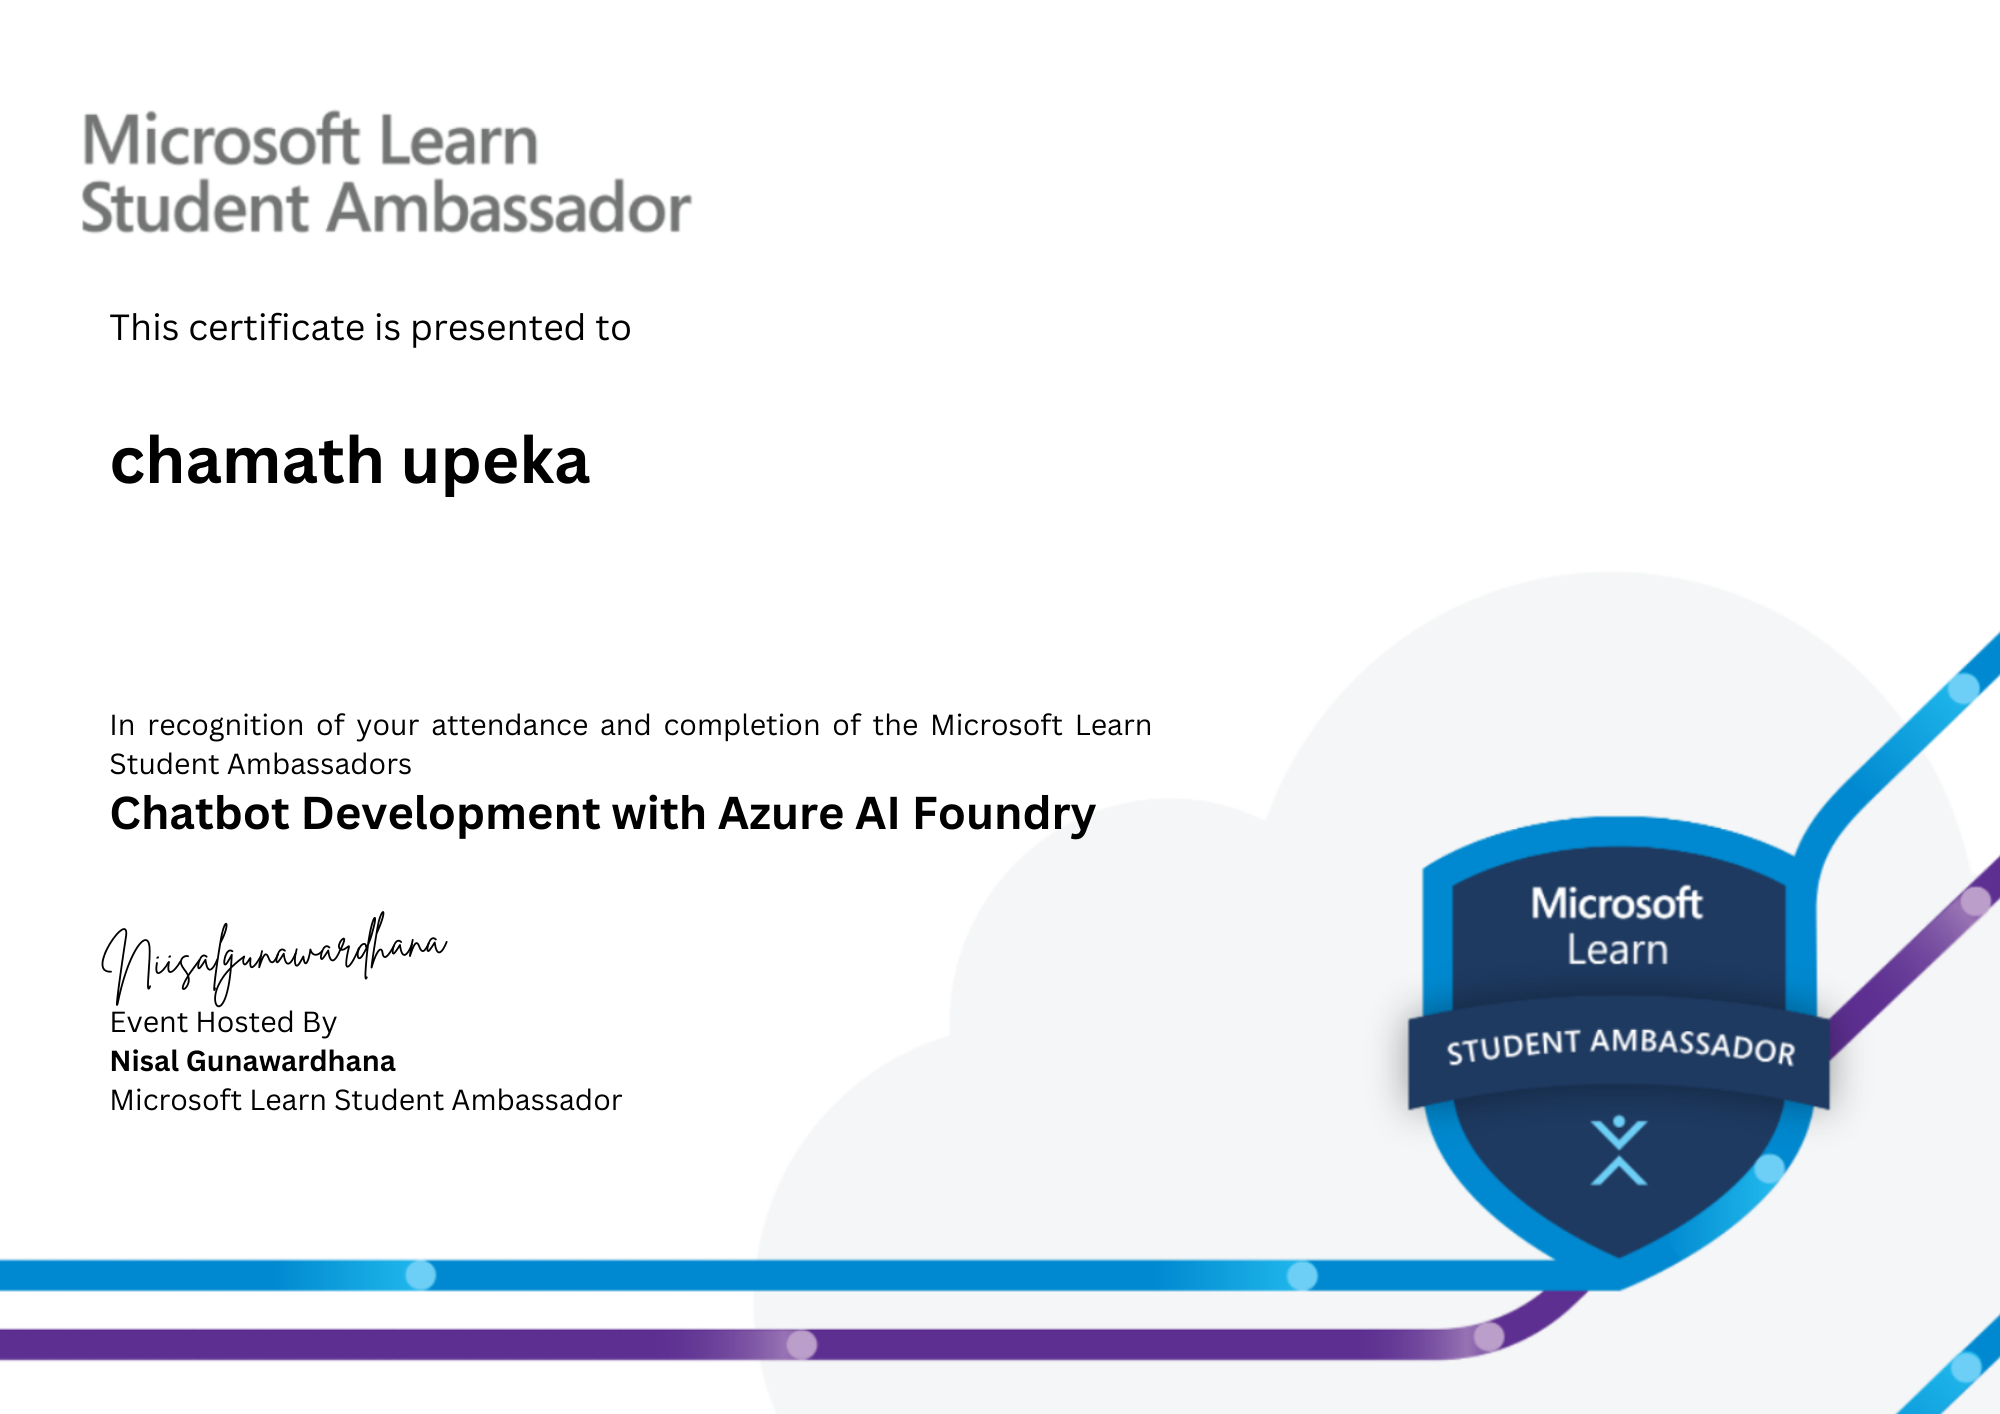 Microsoft Learn
Student Ambassador
This certificate is presented to
chamath upeka
In recognition of your attendance and completion of the Microsoft Learn
Student Ambassadors
Chatbot Development with Azure AI Foundry
Niisalgunawardhana
Event Hosted By
Nisal Gunawardhana
Microsoft Learn Student Ambassador
Microsoft
Learn
STUDENT AMBASSADOR